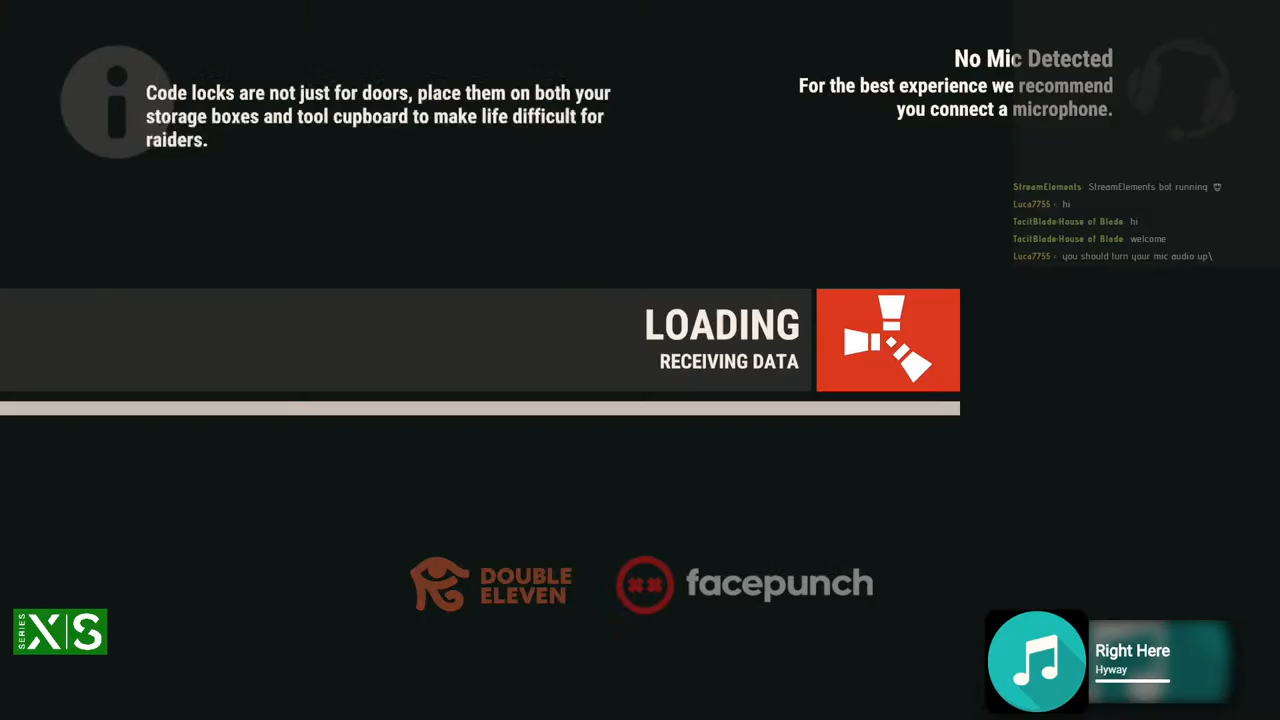 Code locks are not just for doors, place them on both your
storage boxes and tool cupboard to make life difficult for
raiders.
No Mic Detected
For the best experience we recommend
you connect a microphone.
StreamElements: StreamElements bot running
Luca7755 : hi
TacitBlade-House of Blade: hi
TacitBlade-House of Blade: welcome
Luca7755 : you should turn your mic audio up\
LOADING
RECEIVING DATA
DOUBLE
ELEVEN
facepunch
SERIES
X|S
Right Here
Hyway